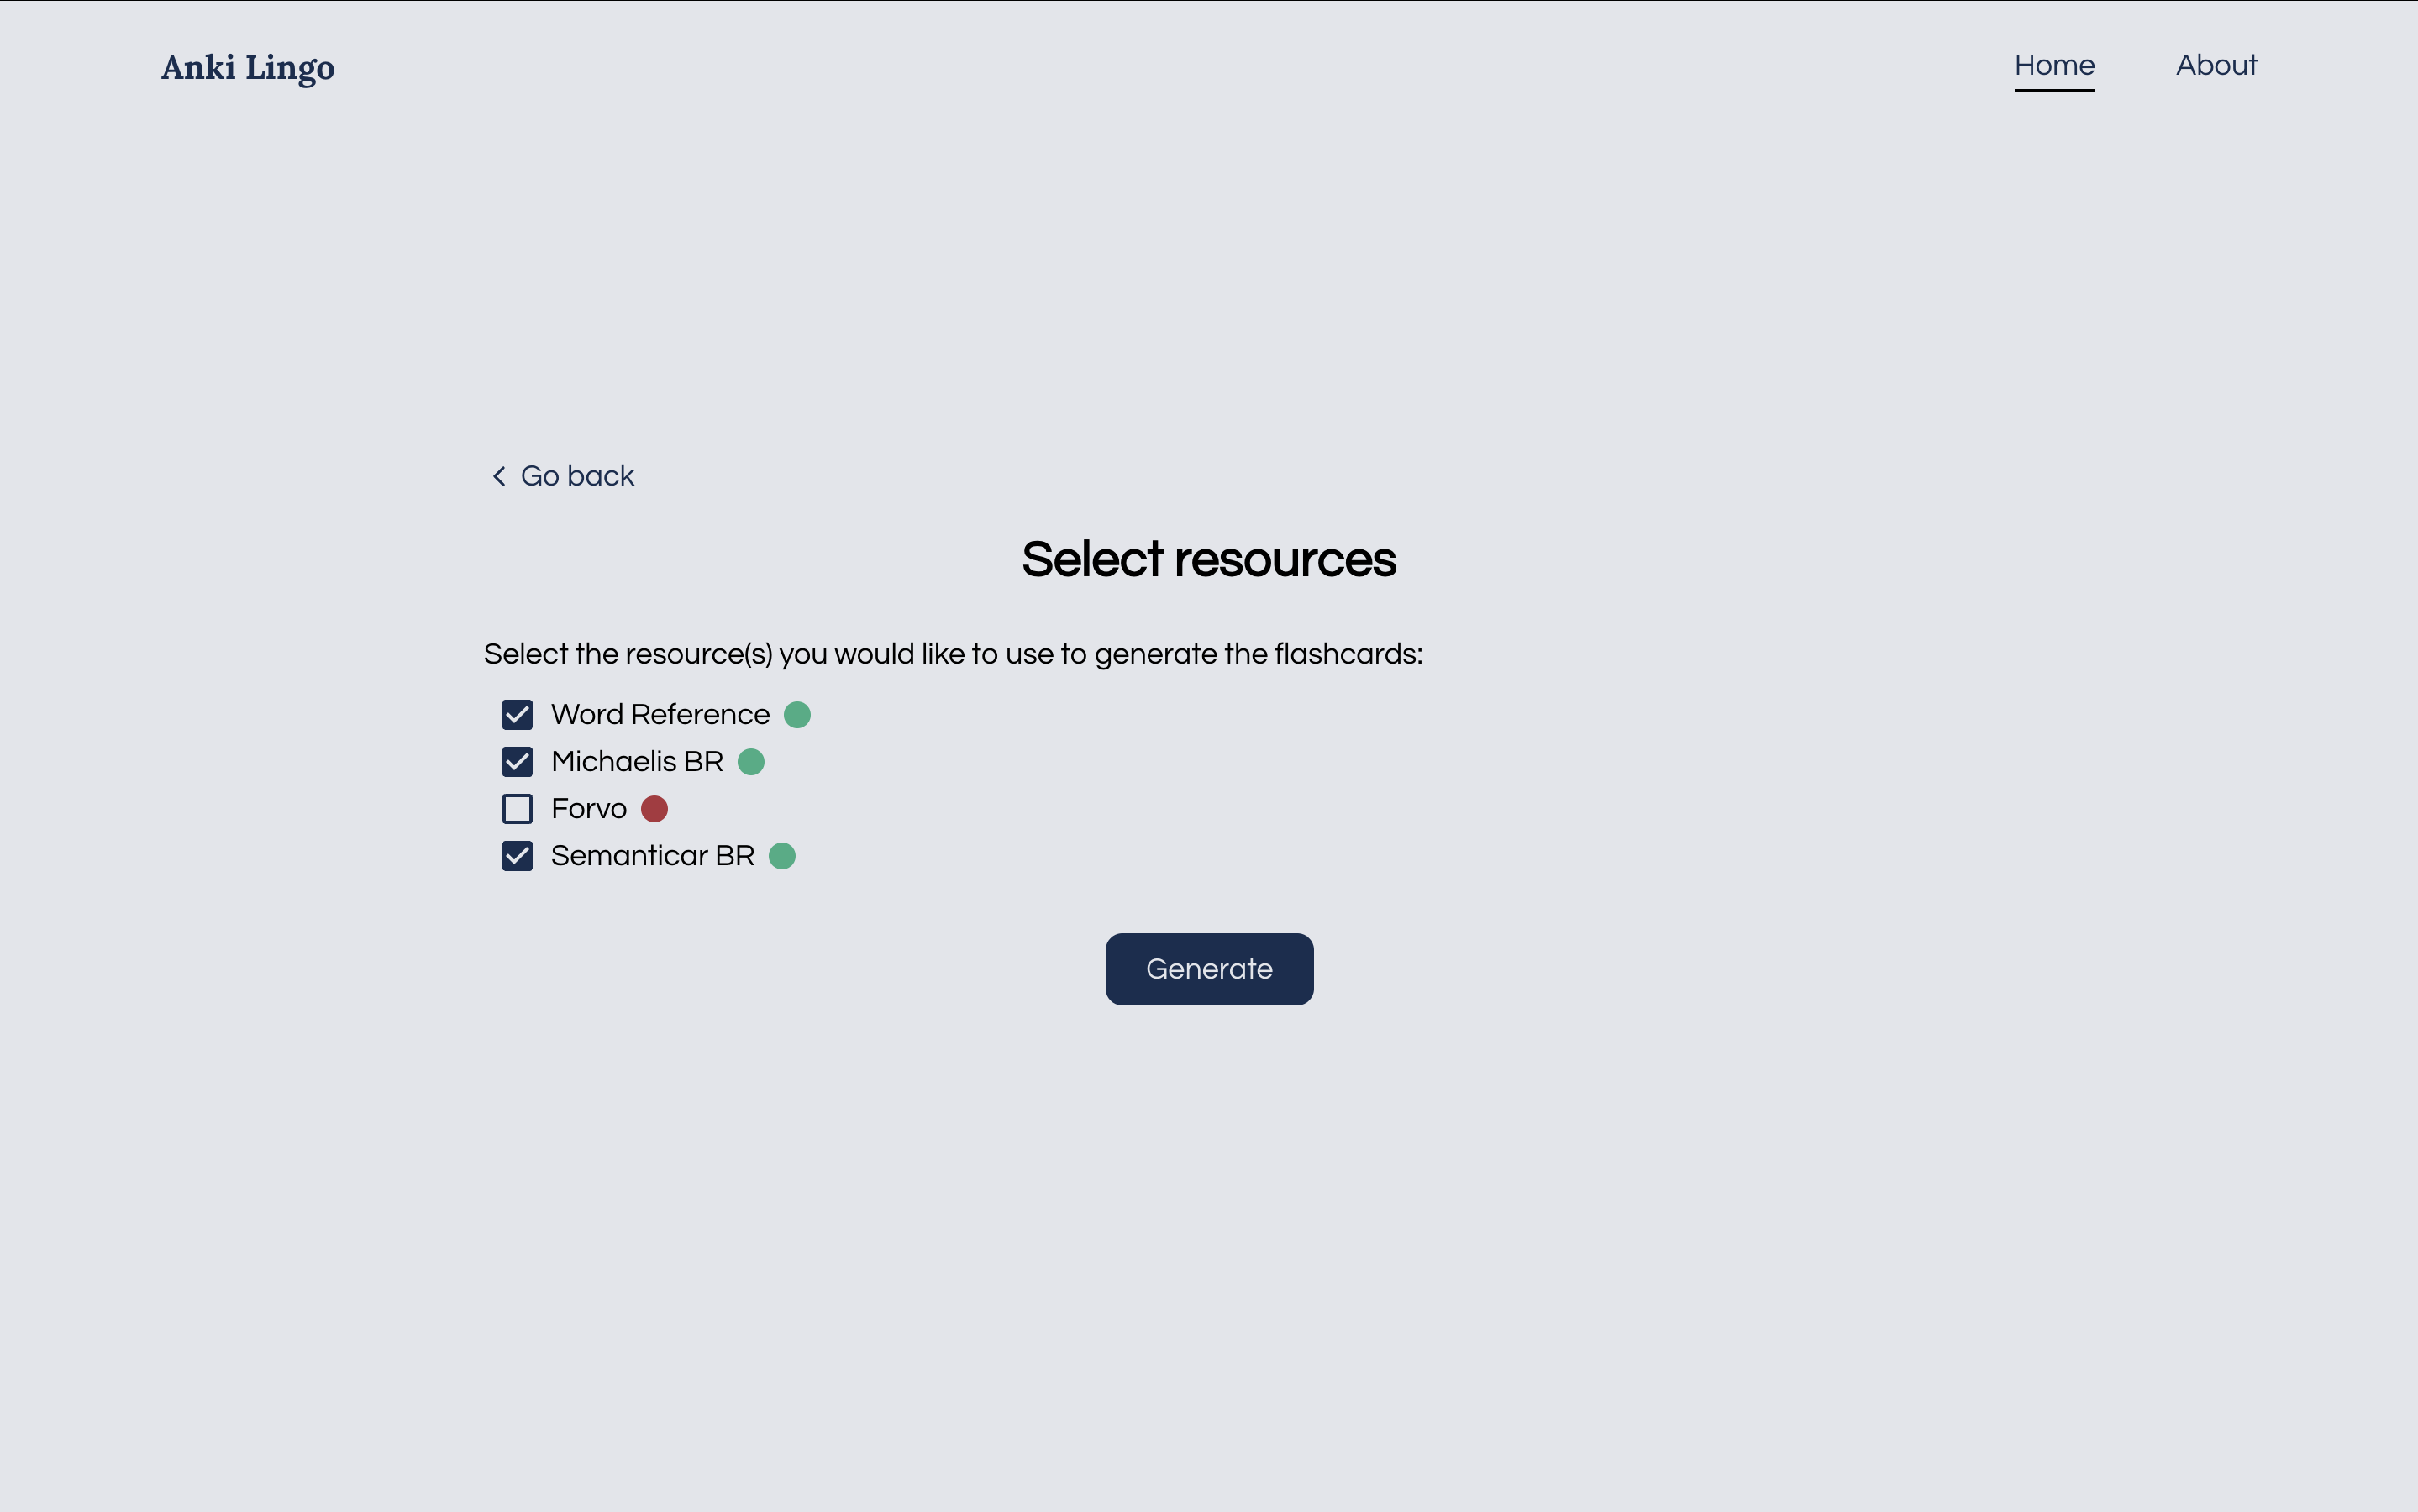 Anki Lingo
Home
About
Go back
Select resources
Select the resource(s) you would like to use to generate the flashcards:
Word Reference
Michaelis BR
Forvo
Semanticar BR
Generate